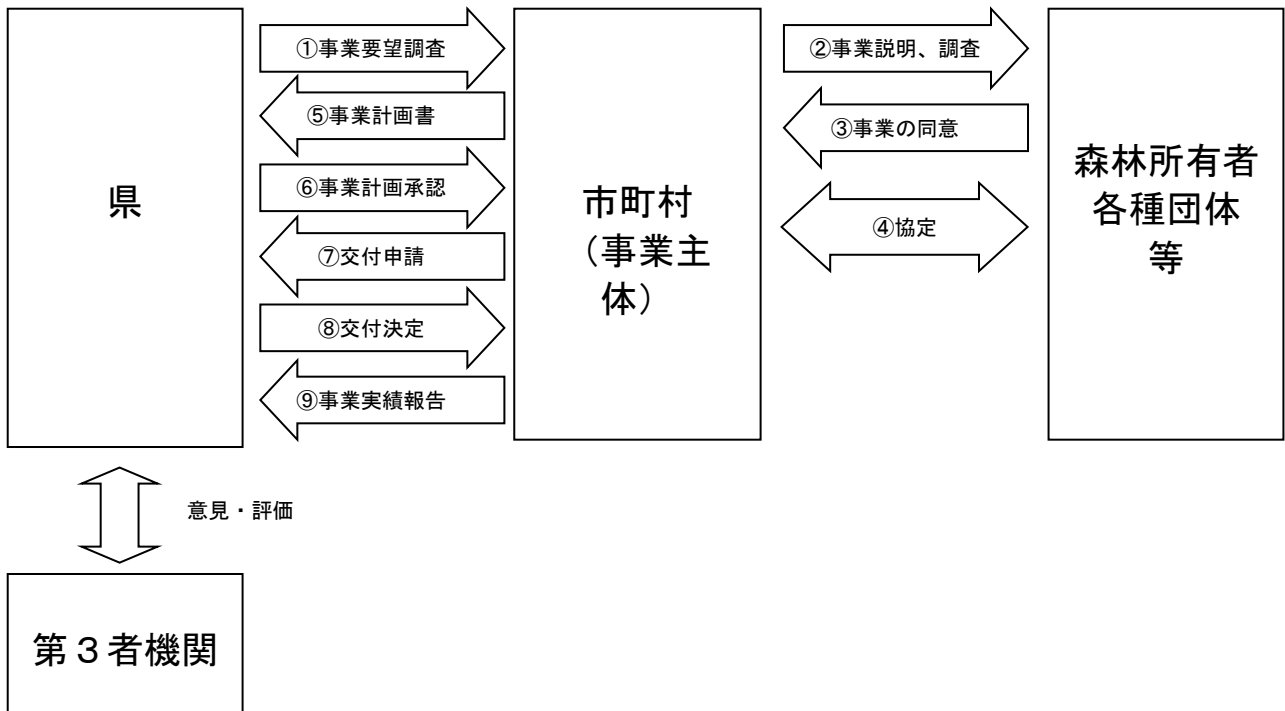 県
①事業要望調査
⑤事業計画書
⑥事業計画承認
⑦交付申請
⑧交付決定
⑨事業実績報告
市町村
（事業主
体）
②事業説明、調査
③事業の同意
④協定
森林所有者
各種団体
等
意見・評価
第３者機関